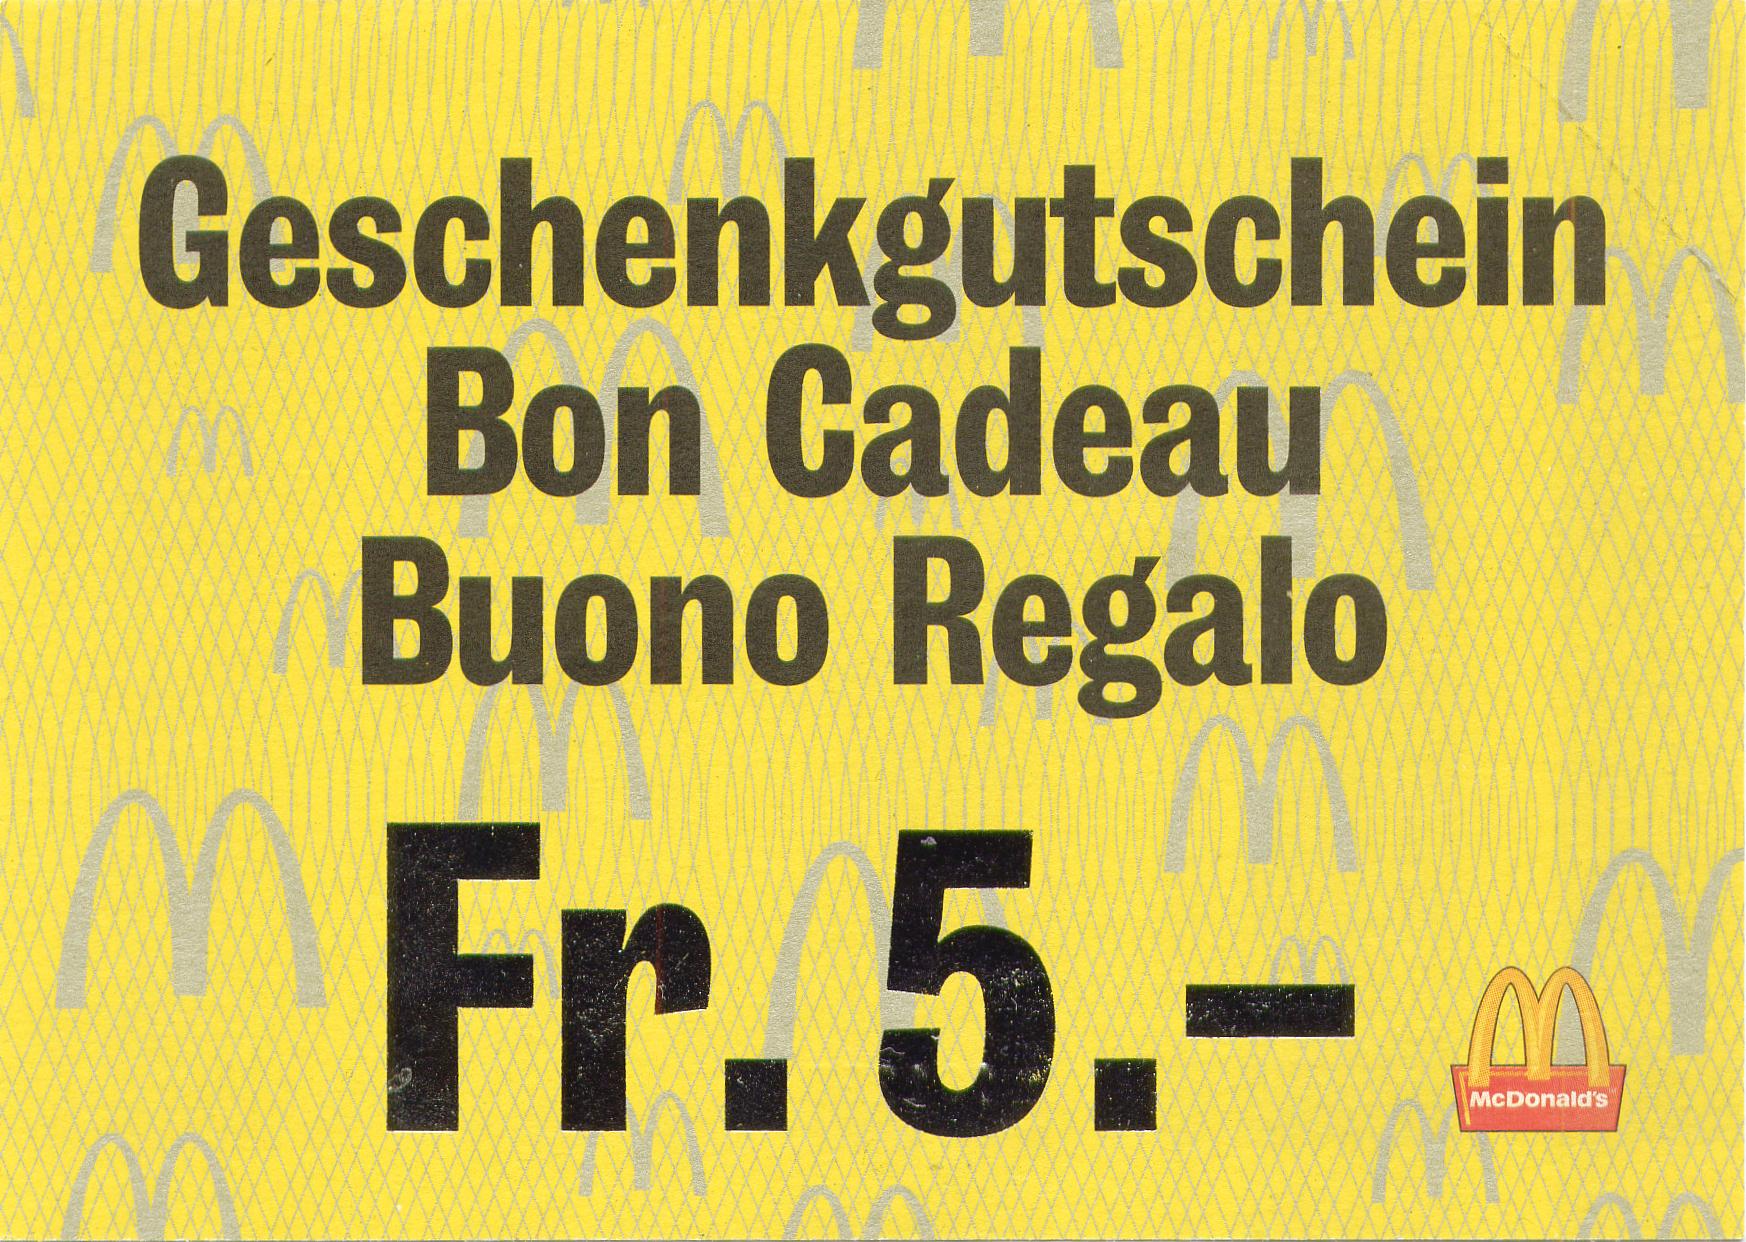 Geschenkgutschein
Bon Cadeau
Buono Regalo
Fr. 5.–
McDonald's